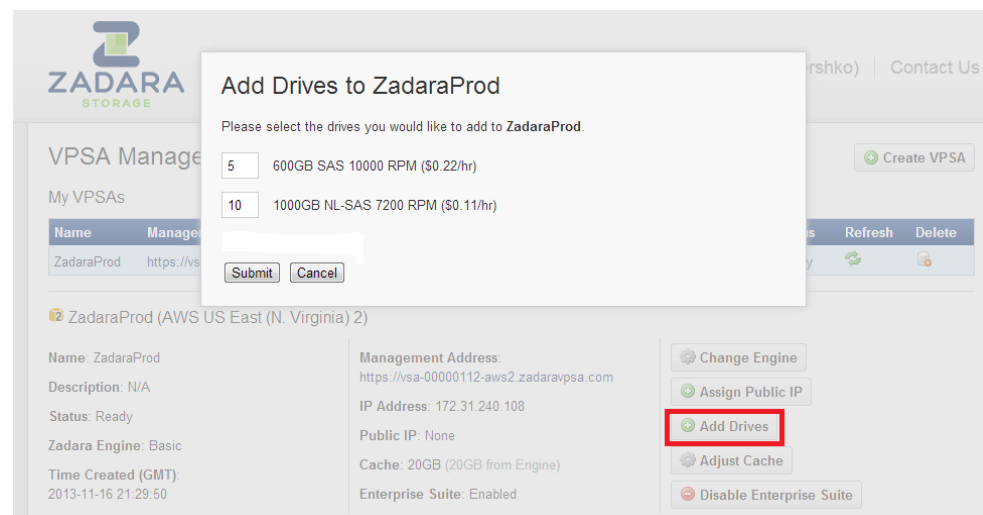 ZADARA
STORAGE
rshko) | Contact Us
Add Drives to ZadaraProd
Please select the drives you would like to add to ZadaraProd.
5 600GB SAS 10000 RPM ($0.22/hr)
10 1000GB NL-SAS 7200 RPM ($0.11/hr)
Submit Cancel
VPSA Manage
Create VPSA
My VPSAs
Name Manage s Refresh Delete
ZadaraProd https://vs y
2 ZadaraProd (AWS US East (N. Virginia) 2)
Name: ZadaraProd
Description: N/A
Status: Ready
Zadara Engine: Basic
Time Created (GMT):
2013-11-16 21:29:50
Management Address:
https://vsa-00000112-aws2.zadaravpsa.com
IP Address: 172.31.240.108
Public IP: None
Cache: 20GB (20GB from Engine)
Enterprise Suite: Enabled
Change Engine
Assign Public IP
Add Drives
Adjust Cache
Disable Enterprise Suite